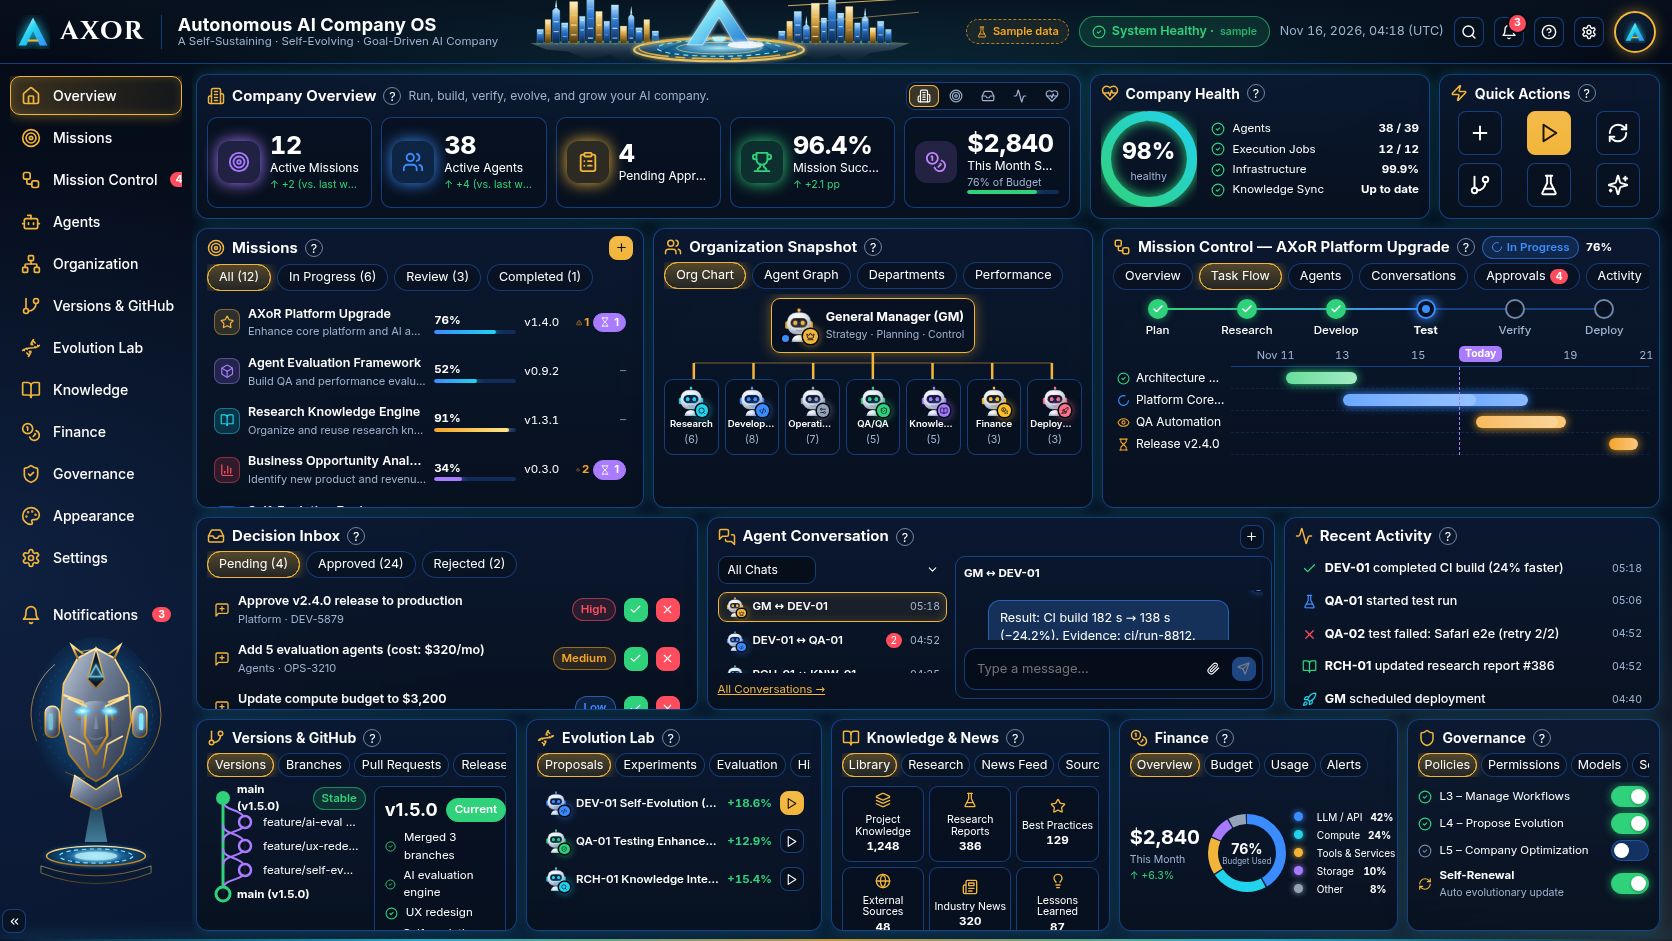 AXOR
Autonomous AI Company OS
A Self-Sustaining · Self-Evolving · Goal-Driven AI Company
Sample data
System Healthy · sample
Nov 16, 2026, 04:18 (UTC)
3
Overview
Missions
Mission Control
4
Agents
Organization
Versions & GitHub
Evolution Lab
Knowledge
Finance
Governance
Appearance
Settings
Notifications
3
Company Overview ?
Run, build, verify, evolve, and grow your AI company.
12
Active Missions
↑ +2 (vs. last w...
38
Active Agents
↑ +4 (vs. last w...
4
Pending Appr...
96.4%
Mission Succ...
↑ +2.1 pp
$2,840
This Month S...
76% of Budget
Company Health ?
98%
healthy
Agents 38 / 39
Execution Jobs 12 / 12
Infrastructure 99.9%
Knowledge Sync Up to date
Quick Actions ?
Missions ?
+
All (12)
In Progress (6)
Review (3)
Completed (1)
AXoR Platform Upgrade
Enhance core platform and AI a...
76%
v1.4.0
1
1
Agent Evaluation Framework
Build QA and performance evalu...
52%
v0.9.2
–
Research Knowledge Engine
Organize and reuse research kn...
91%
v1.3.1
–
Business Opportunity Anal...
Identify new product and revenu...
34%
v0.3.0
2
1
Organization Snapshot ?
Org Chart
Agent Graph
Departments
Performance
General Manager (GM)
Strategy · Planning · Control
Research
(6)
Develop...
(8)
Operati...
(7)
QA/QA
(5)
Knowle...
(5)
Finance
(3)
Deploy...
(3)
Mission Control — AXoR Platform Upgrade ?
In Progress
76%
Overview
Task Flow
Agents
Conversations
Approvals 4
Activity
Plan
Research
Develop
Test
Verify
Deploy
Nov 11
13
15
Today
19
21
Architecture ...
Platform Core...
QA Automation
Release v2.4.0
Decision Inbox ?
Pending (4)
Approved (24)
Rejected (2)
Approve v2.4.0 release to production
Platform · DEV-5879
High
Add 5 evaluation agents (cost: $320/mo)
Agents · OPS-3210
Medium
Update compute budget to $3,200
Low
Agent Conversation ?
+
All Chats
GM ↔ DEV-01
05:18
DEV-01 ↔ QA-01
2
04:52
RCH-01 ↔ KNW-01
04:35
All Conversations →
GM ↔ DEV-01
Result: CI build 182 s → 138 s
(−24.2%). Evidence: ci/run-8812.
Type a message...
Recent Activity ?
DEV-01 completed CI build (24% faster)
05:18
QA-01 started test run
05:06
QA-02 test failed: Safari e2e (retry 2/2)
04:52
RCH-01 updated research report #386
04:52
GM scheduled deployment
04:40
Versions & GitHub ?
Versions
Branches
Pull Requests
Release
main
(v1.5.0)
Stable
feature/ai-eval ...
feature/ux-rede...
feature/self-ev...
main (v1.5.0)
v1.5.0
Current
Merged 3
branches
AI evaluation
engine
UX redesign
Evolution Lab ?
Proposals
Experiments
Evaluation
Hi
DEV-01 Self-Evolution (...
+18.6%
QA-01 Testing Enhance...
+12.9%
RCH-01 Knowledge Inte...
+15.4%
Knowledge & News ?
Library
Research
News Feed
Sourc
Project
Knowledge
1,248
Research
Reports
386
Best Practices
129
External
Sources
48
Industry News
320
Lessons
Learned
87
Finance ?
Overview
Budget
Usage
Alerts
$2,840
This Month
↑ +6.3%
76%
Budget Used
LLM / API 42%
Compute 24%
Tools & Services
Storage 10%
Other 8%
Governance ?
Policies
Permissions
Models
L3 – Manage Workflows
L4 – Propose Evolution
L5 – Company Optimization
Self-Renewal
Auto evolutionary update